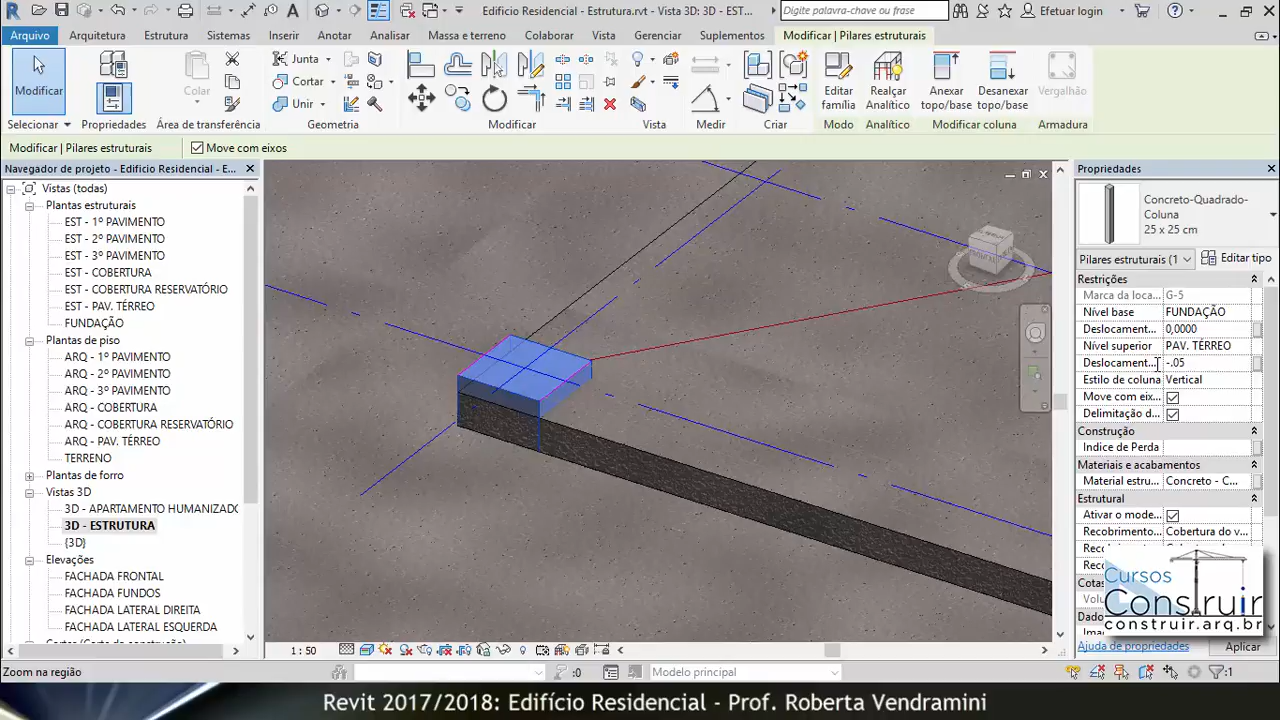 Edificio Residencial - Estrutura.rvt - Vista 3D: 3D - EST...
Digite palavra-chave ou frase
Efetuar login
Arquivo
Arquitetura
Estrutura
Sistemas
Inserir
Anotar
Analisar
Massa e terreno
Colaborar
Vista
Gerenciar
Suplementos
Modificar | Pilares estruturais
Modificar
Colar
Junta
Cortar
Unir
Editar
família
Realçar
Analítico
Anexar
topo/base
Desanexar
topo/base
Vergalhão
Selecionar
Propriedades
Área de transferência
Geometria
Modificar
Vista
Medir
Criar
Modo
Analítico
Modificar coluna
Armadura
Modificar | Pilares estruturais
Move com eixos
Navegador de projeto - Edificio Residencial - E...
Vistas (todas)
Plantas estruturais
EST - 1º PAVIMENTO
EST - 2º PAVIMENTO
EST - 3º PAVIMENTO
EST - COBERTURA
EST - COBERTURA RESERVATÓRIO
EST - PAV. TÉRREO
FUNDAÇÃO
Plantas de piso
ARQ - 1º PAVIMENTO
ARQ - 2º PAVIMENTO
ARQ - 3º PAVIMENTO
ARQ - COBERTURA
ARQ - COBERTURA RESERVATÓRIO
ARQ - PAV. TÉRREO
TERRENO
Plantas de forro
Vistas 3D
3D - APARTAMENTO HUMANIZADO
3D - ESTRUTURA
{3D}
Elevações
FACHADA FRONTAL
FACHADA FUNDOS
FACHADA LATERAL DIREITA
FACHADA LATERAL ESQUERDA
Propriedades
Concreto-Quadrado-
Coluna
25 x 25 cm
Pilares estruturais (1
Editar tipo
Restrições
Marca da loca... G-5
Nível base FUNDAÇÃO
Deslocament... 0,0000
Nível superior PAV. TÉRREO
Deslocament... -.05
Estilo de coluna Vertical
Move com eix...
Delimitação d...
Construção
Indice de Perda
Materiais e acabamentos
Material estru... Concreto - C...
Estrutural
Ativar o mode...
Recobrimento... Cobertura do v...
Cotas
Cursos
Construir
construir.arq.br
Ajuda de propriedades
Aplicar
1 : 50
Zoom na região
:0
Modelo principal
:1
Revit 2017/2018: Edifício Residencial - Prof. Roberta Vendramini